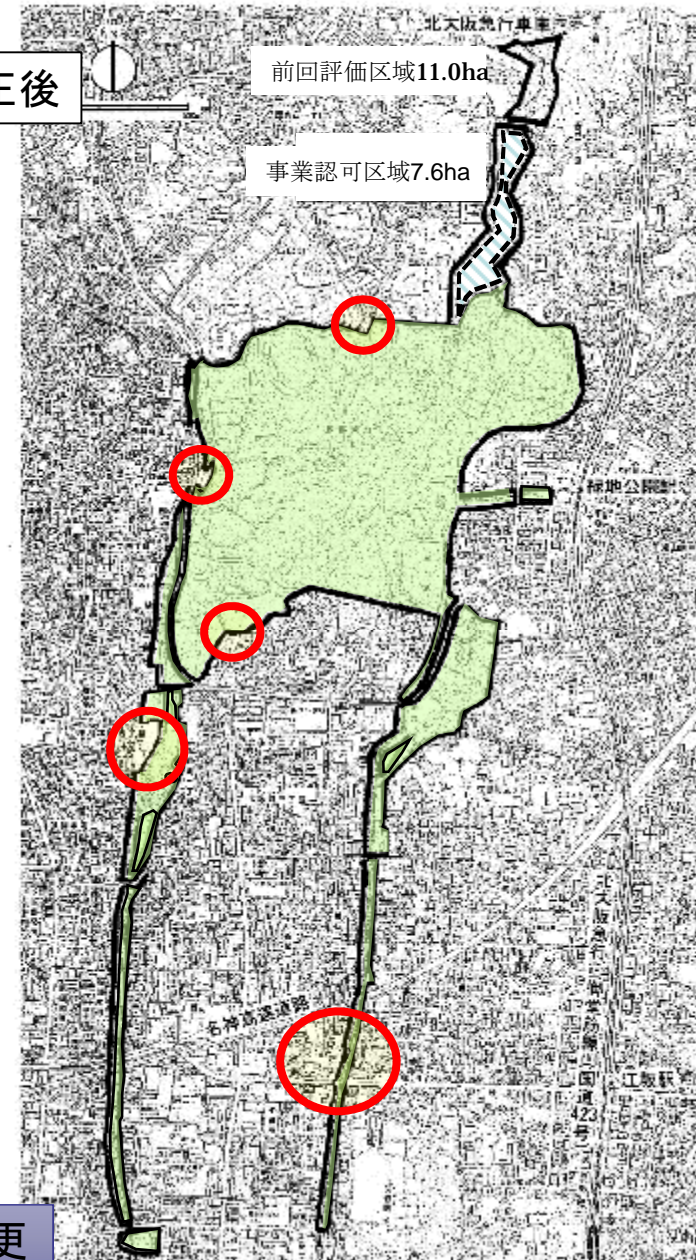 北大阪急行車庫
前回評価区域11.0ha
後
事業認可区域7.6ha
緑地公園駅
名神高速道路
北大阪急行
江坂駅
国道423号
更